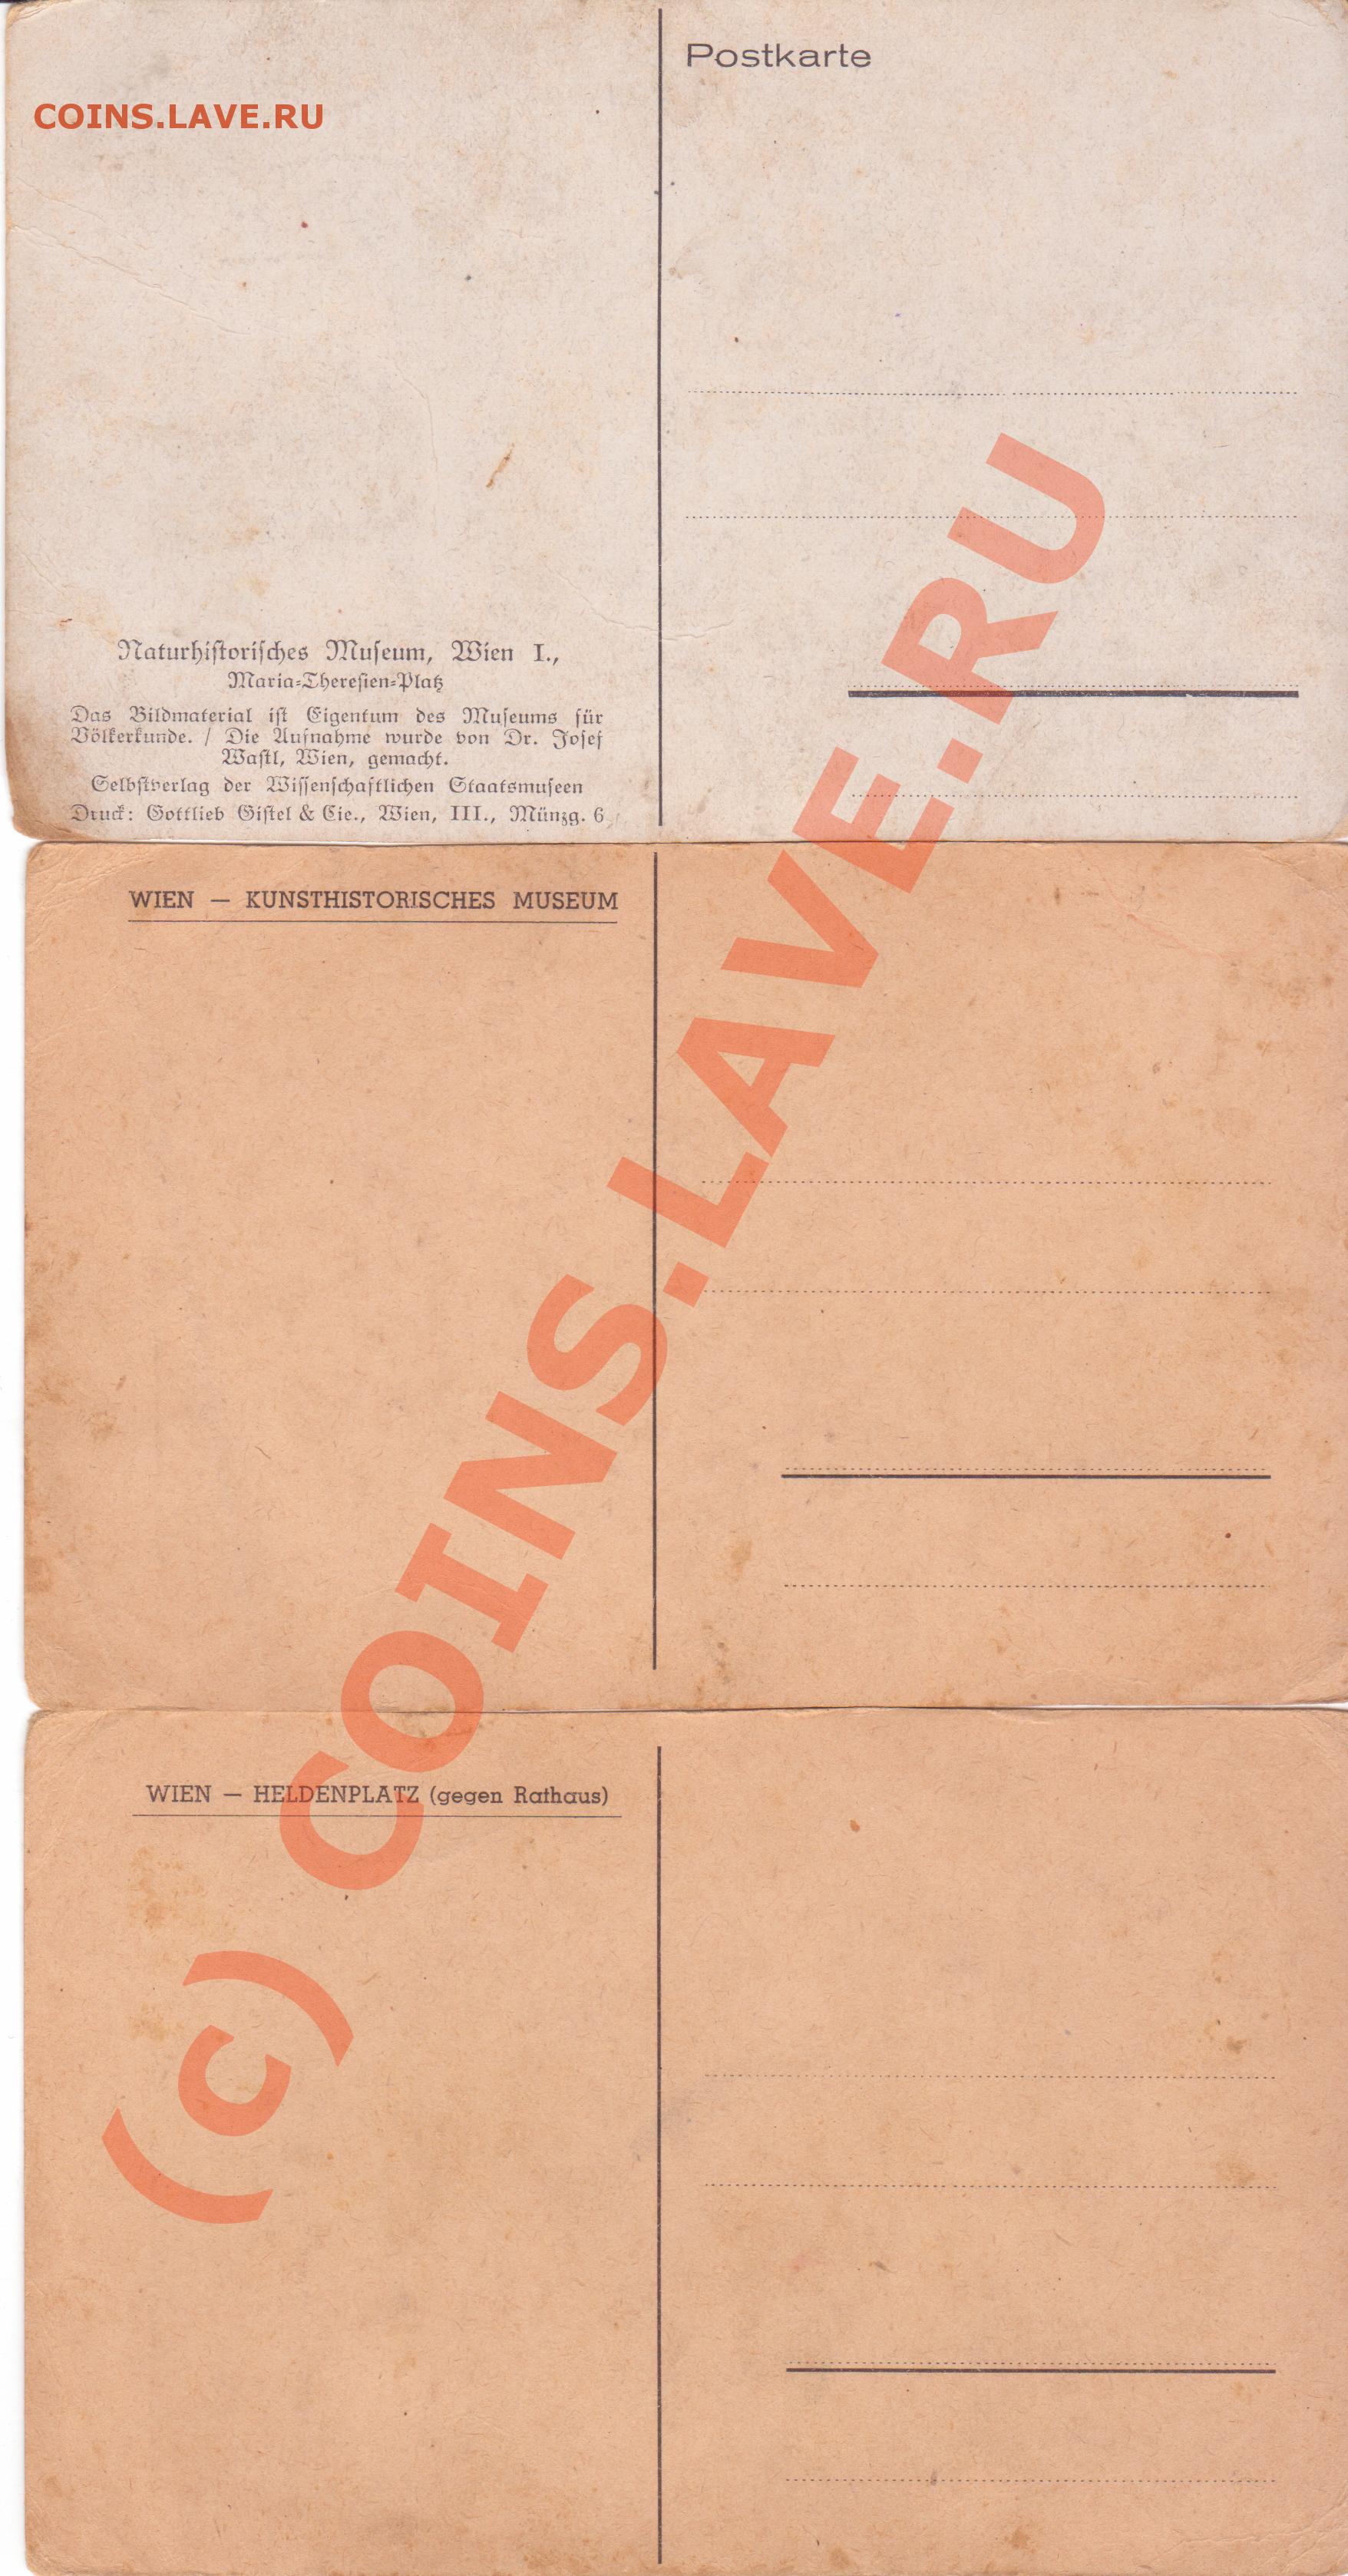 Postkarte
COINS.LAVE.RU
Naturhistorisches Museum, Wien I.,
Maria-Theresien-Platz
Das Bildmaterial ist Eigentum des Museums für
Völkerkunde. / Die Aufnahme wurde von Dr. Josef
Wastl, Wien, gemacht.
Selbstverlag der Wissenschaftlichen Staatsmuseen
Druck: Gottlieb Gistel & Cie., Wien, III., Münzg. 6
WIEN — KUNSTHISTORISCHES MUSEUM
WIEN — HELDENPLATZ (gegen Rathaus)
(c) COINS.LAVE.RU